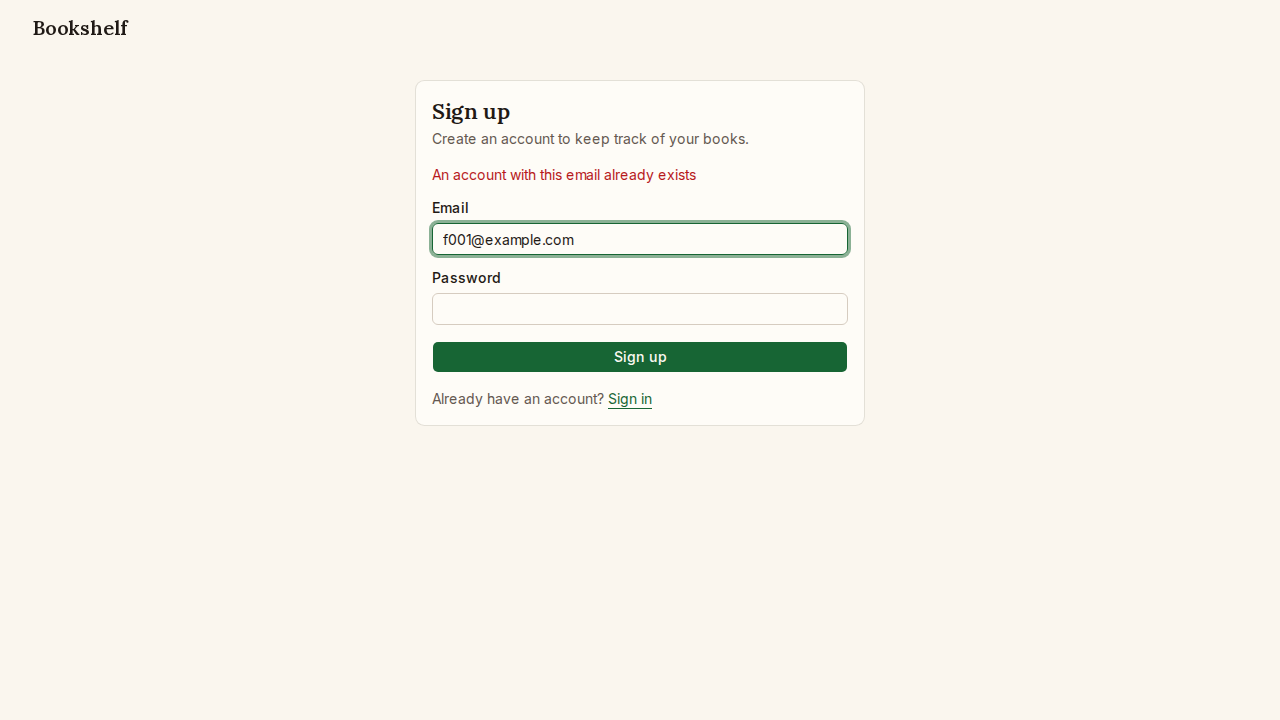 Bookshelf
Sign up
Create an account to keep track of your books.
An account with this email already exists
Email
f001@example.com
Password
Sign up
Already have an account? Sign in